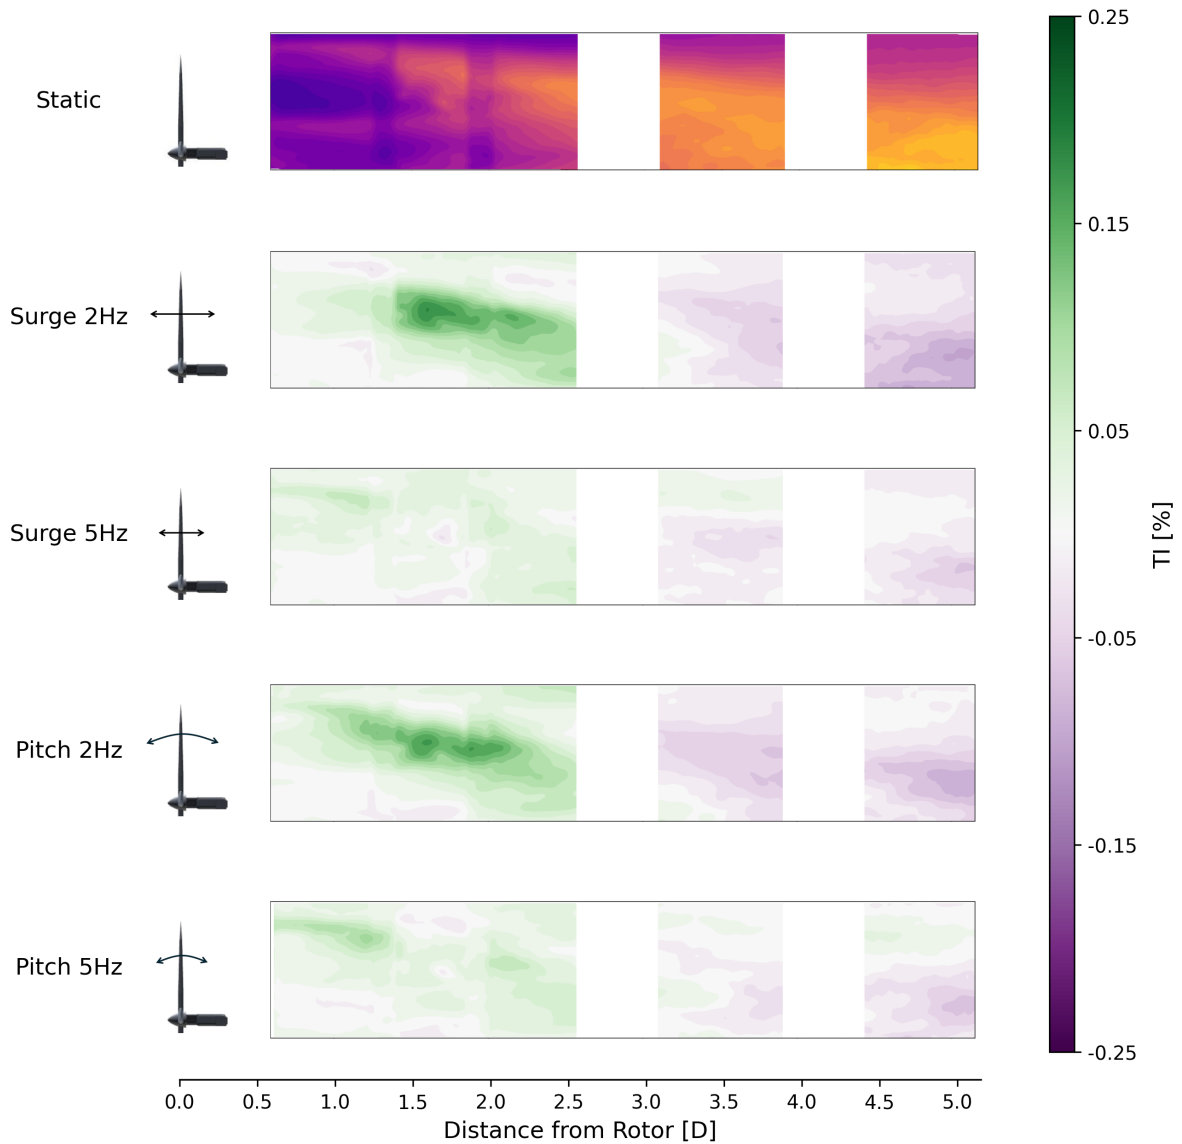 Static
Surge 2Hz
Surge 5Hz
Pitch 2Hz
Pitch 5Hz
0.0 0.5 1.0 1.5 2.0 2.5 3.0 3.5 4.0 4.5 5.0
Distance from Rotor [D]
0.25
0.15
0.05
-0.05
-0.15
-0.25
TI [%]